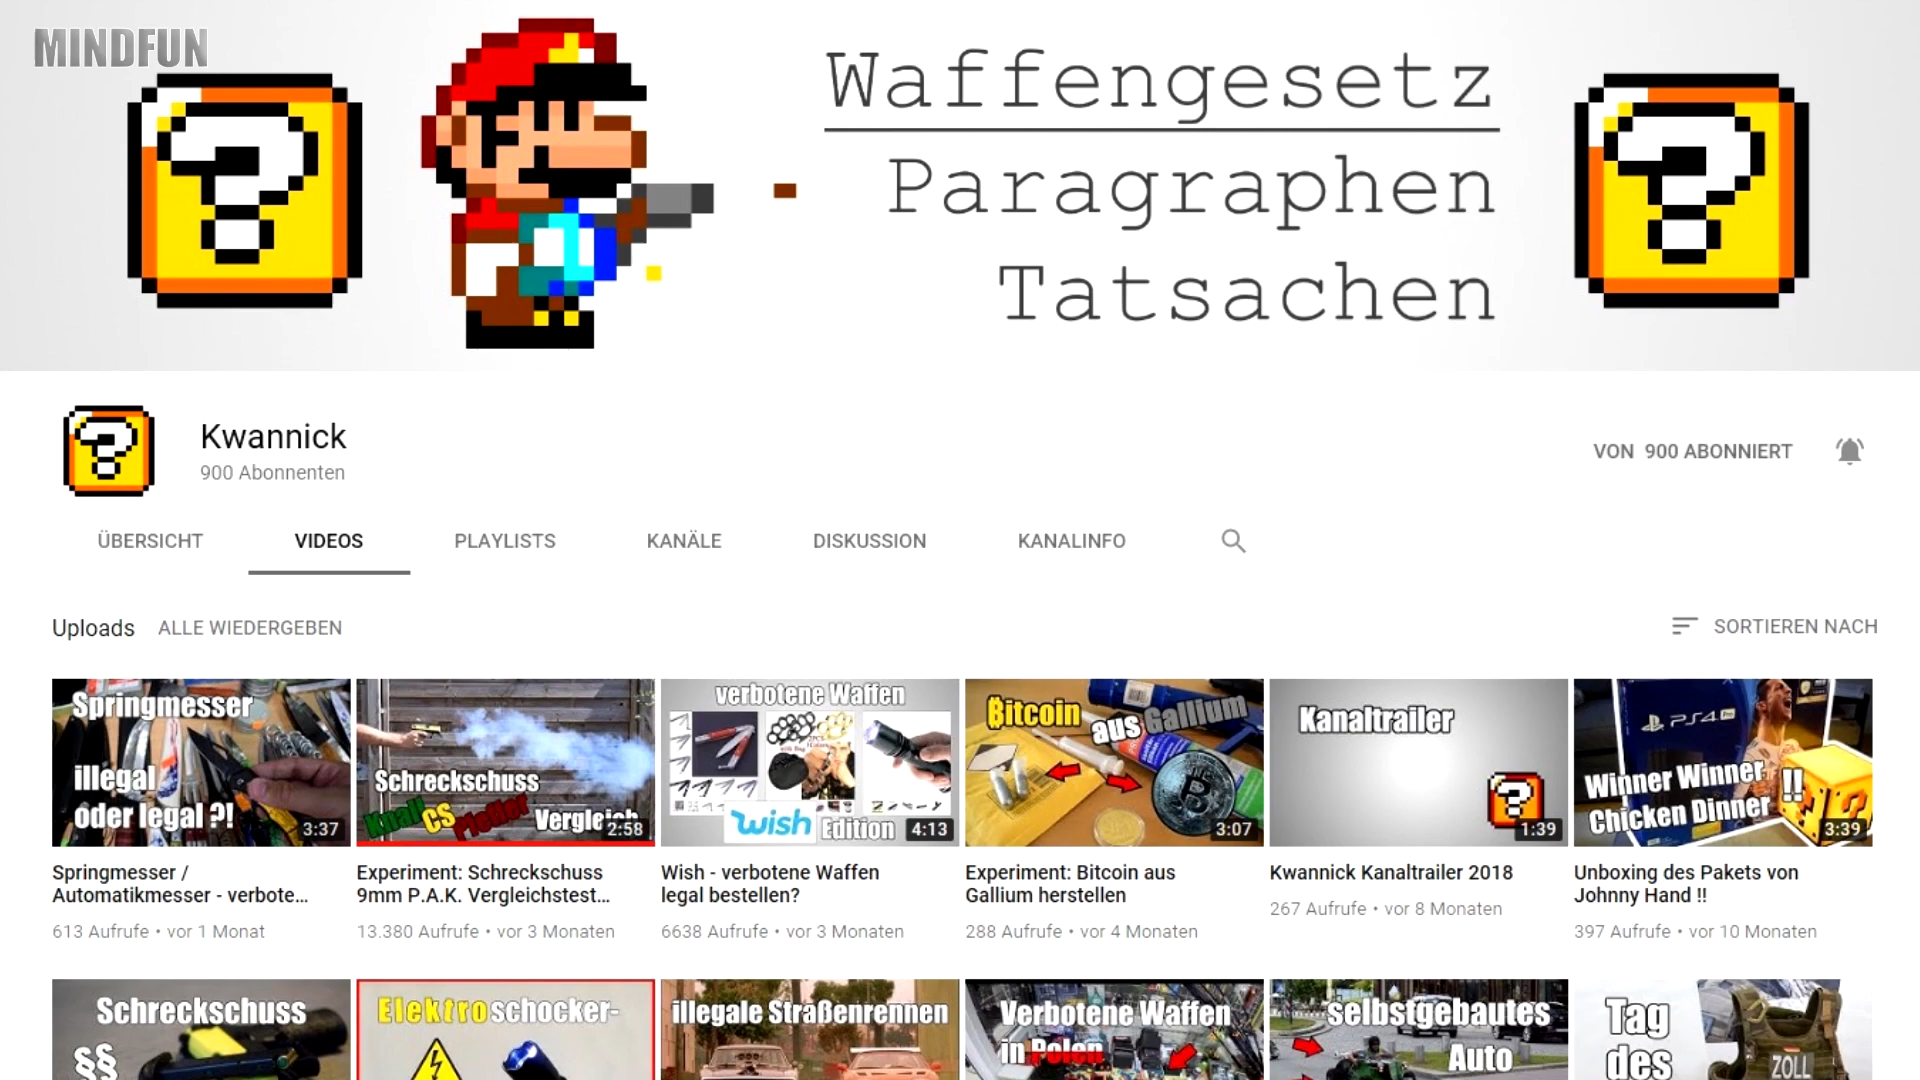 MINDFUN
Waffengesetz
Paragraphen
Tatsachen
Kwannick
900 Abonnenten
VON 900 ABONNIERT
ÜBERSICHT VIDEOS PLAYLISTS KANÄLE DISKUSSION KANALINFO
Uploads ALLE WIEDERGEBEN
SORTIEREN NACH
Springmesser
illegal
oder legal ?!
3:37
Schreckschuss
Knall CS Pfeffer Vergleich
2:58
verbotene Waffen
wish Edition
4:13
Bitcoin aus Gallium
3:07
Kanaltrailer
1:39
PS4 Pro
Winner Winner
Chicken Dinner !!
3:39
Springmesser /
Automatikmesser - verbote...
613 Aufrufe • vor 1 Monat
Experiment: Schreckschuss
9mm P.A.K. Vergleichstest...
13.380 Aufrufe • vor 3 Monaten
Wish - verbotene Waffen
legal bestellen?
6638 Aufrufe • vor 3 Monaten
Experiment: Bitcoin aus
Gallium herstellen
288 Aufrufe • vor 4 Monaten
Kwannick Kanaltrailer 2018
267 Aufrufe • vor 8 Monaten
Unboxing des Pakets von
Johnny Hand !!
397 Aufrufe • vor 10 Monaten
Schreckschuss
§§
Elektroschocker-
illegale Straßenrennen
Verbotene Waffen
in Polen
selbstgebautes
Auto
Tag
des
ZOLL